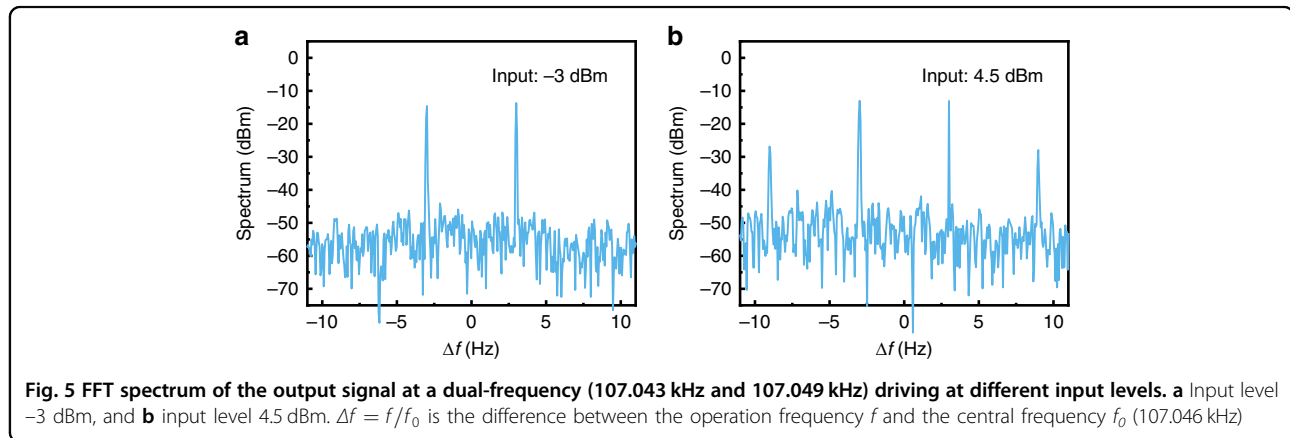 a
b
0
−10
−20
−30
−40
−50
−60
−70
Spectrum (dBm)
Input: −3 dBm
−10
−5
0
5
10
Δf (Hz)
0
−10
−20
−30
−40
−50
−60
−70
Spectrum (dBm)
Input: 4.5 dBm
−10
−5
0
5
10
Δf (Hz)
Fig. 5 FFT spectrum of the output signal at a dual-frequency (107.043 kHz and 107.049 kHz) driving at different input levels. a Input level
–3 dBm, and b input level 4.5 dBm. Δf = f/f0 is the difference between the operation frequency f and the central frequency f0 (107.046 kHz)